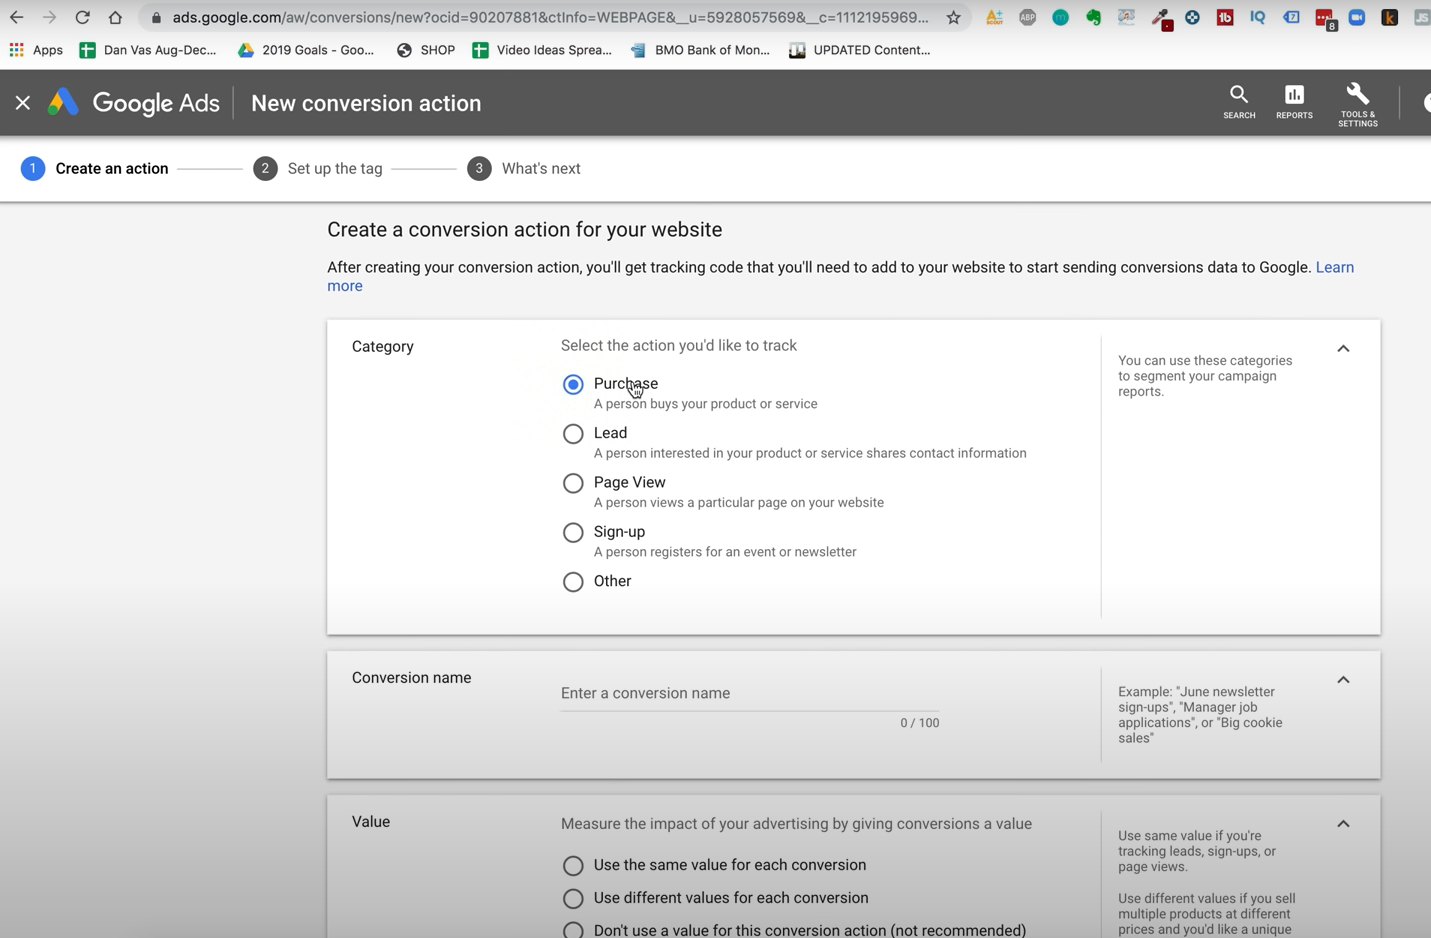 ads.google.com/aw/conversions/new?ocid=90207881&ctInfo=WEBPAGE&__u=5928057569&__c=1112195969...
ABP
m
1b
IQ
8
k
JS
Apps
Dan Vas Aug-Dec...
2019 Goals - Goo...
SHOP
Video Ideas Sprea...
BMO Bank of Mon...
UPDATED Content...
Google Ads
New conversion action
SEARCH
REPORTS
TOOLS &
SETTINGS
1 Create an action
2 Set up the tag
3 What's next
Create a conversion action for your website
After creating your conversion action, you'll get tracking code that you'll need to add to your website to start sending conversions data to Google. Learn
more
Category
Select the action you'd like to track
Purchase
A person buys your product or service
Lead
A person interested in your product or service shares contact information
Page View
A person views a particular page on your website
Sign-up
A person registers for an event or newsletter
Other
You can use these categories
to segment your campaign
reports.
Conversion name
Enter a conversion name
0 / 100
Example: "June newsletter
sign-ups", "Manager job
applications", or "Big cookie
sales"
Value
Measure the impact of your advertising by giving conversions a value
Use the same value for each conversion
Use different values for each conversion
Don't use a value for this conversion action (not recommended)
Use same value if you're
tracking leads, sign-ups, or
page views.
Use different values if you sell
multiple products at different
prices and you'd like a unique